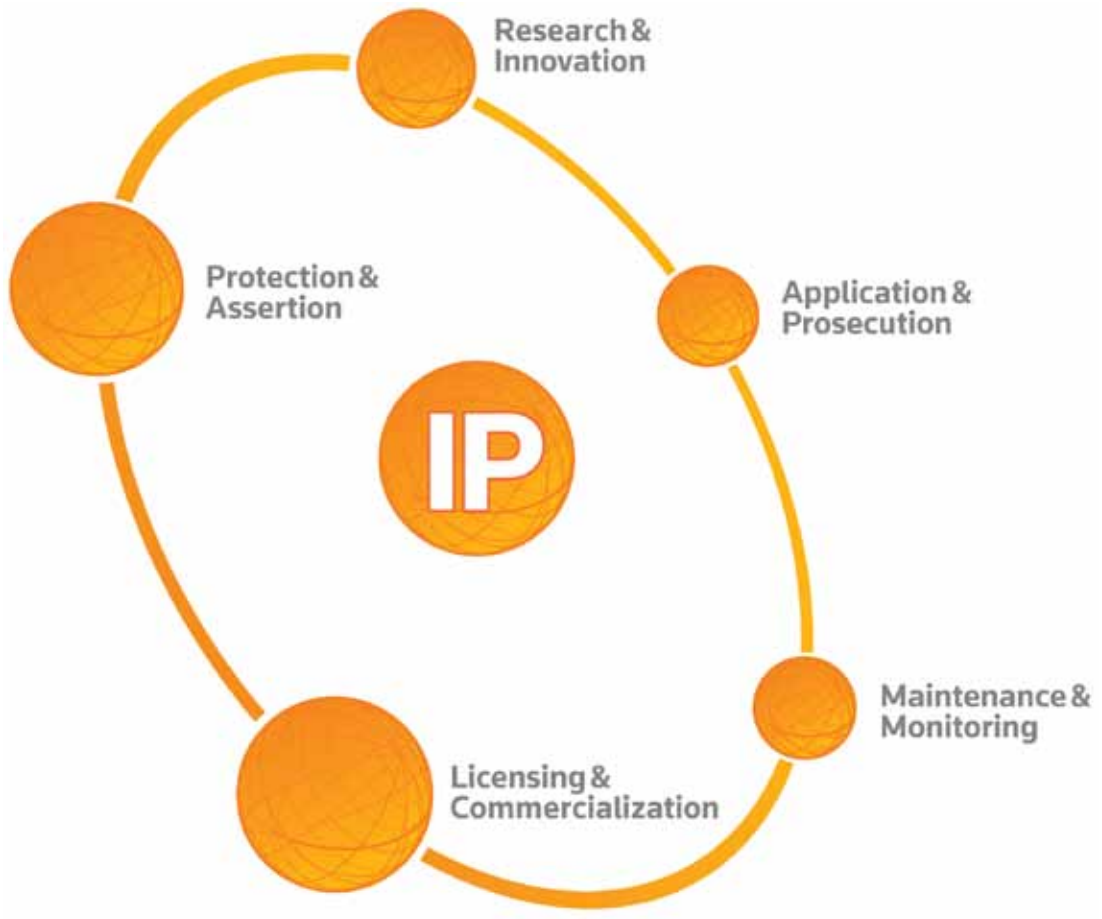 Research &
Innovation
Protection &
Assertion
Application &
Prosecution
IP
Maintenance &
Monitoring
Licensing &
Commercialization